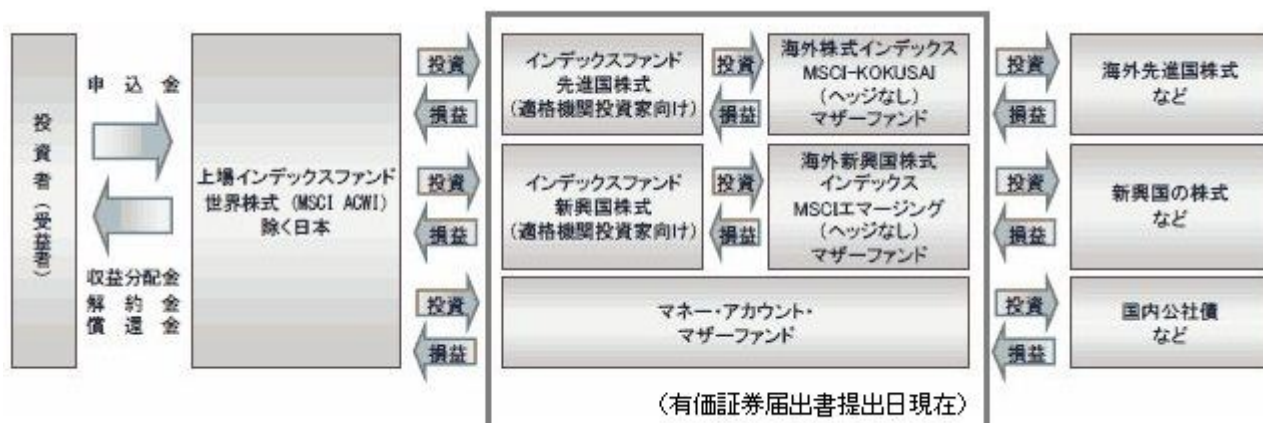 投資者(受益者)
申込金
収益分配金
解約金
償還金
上場インデックスファンド
世界株式(MSCI ACWI)
除く日本
投資
損益
インデックスファンド
先進国株式
(適格機関投資家向け)
投資
損益
海外株式インデックス
MSCI-KOKUSAI
(ヘッジなし)
マザーファンド
投資
損益
海外先進国株式
など
投資
損益
インデックスファンド
新興国株式
(適格機関投資家向け)
投資
損益
海外新興国株式
インデックス
MSCIエマージング
(ヘッジなし)
マザーファンド
投資
損益
新興国の株式
など
投資
損益
マネー・アカウント・
マザーファンド
投資
損益
国内公社債
など
(有価証券届出書提出日現在)